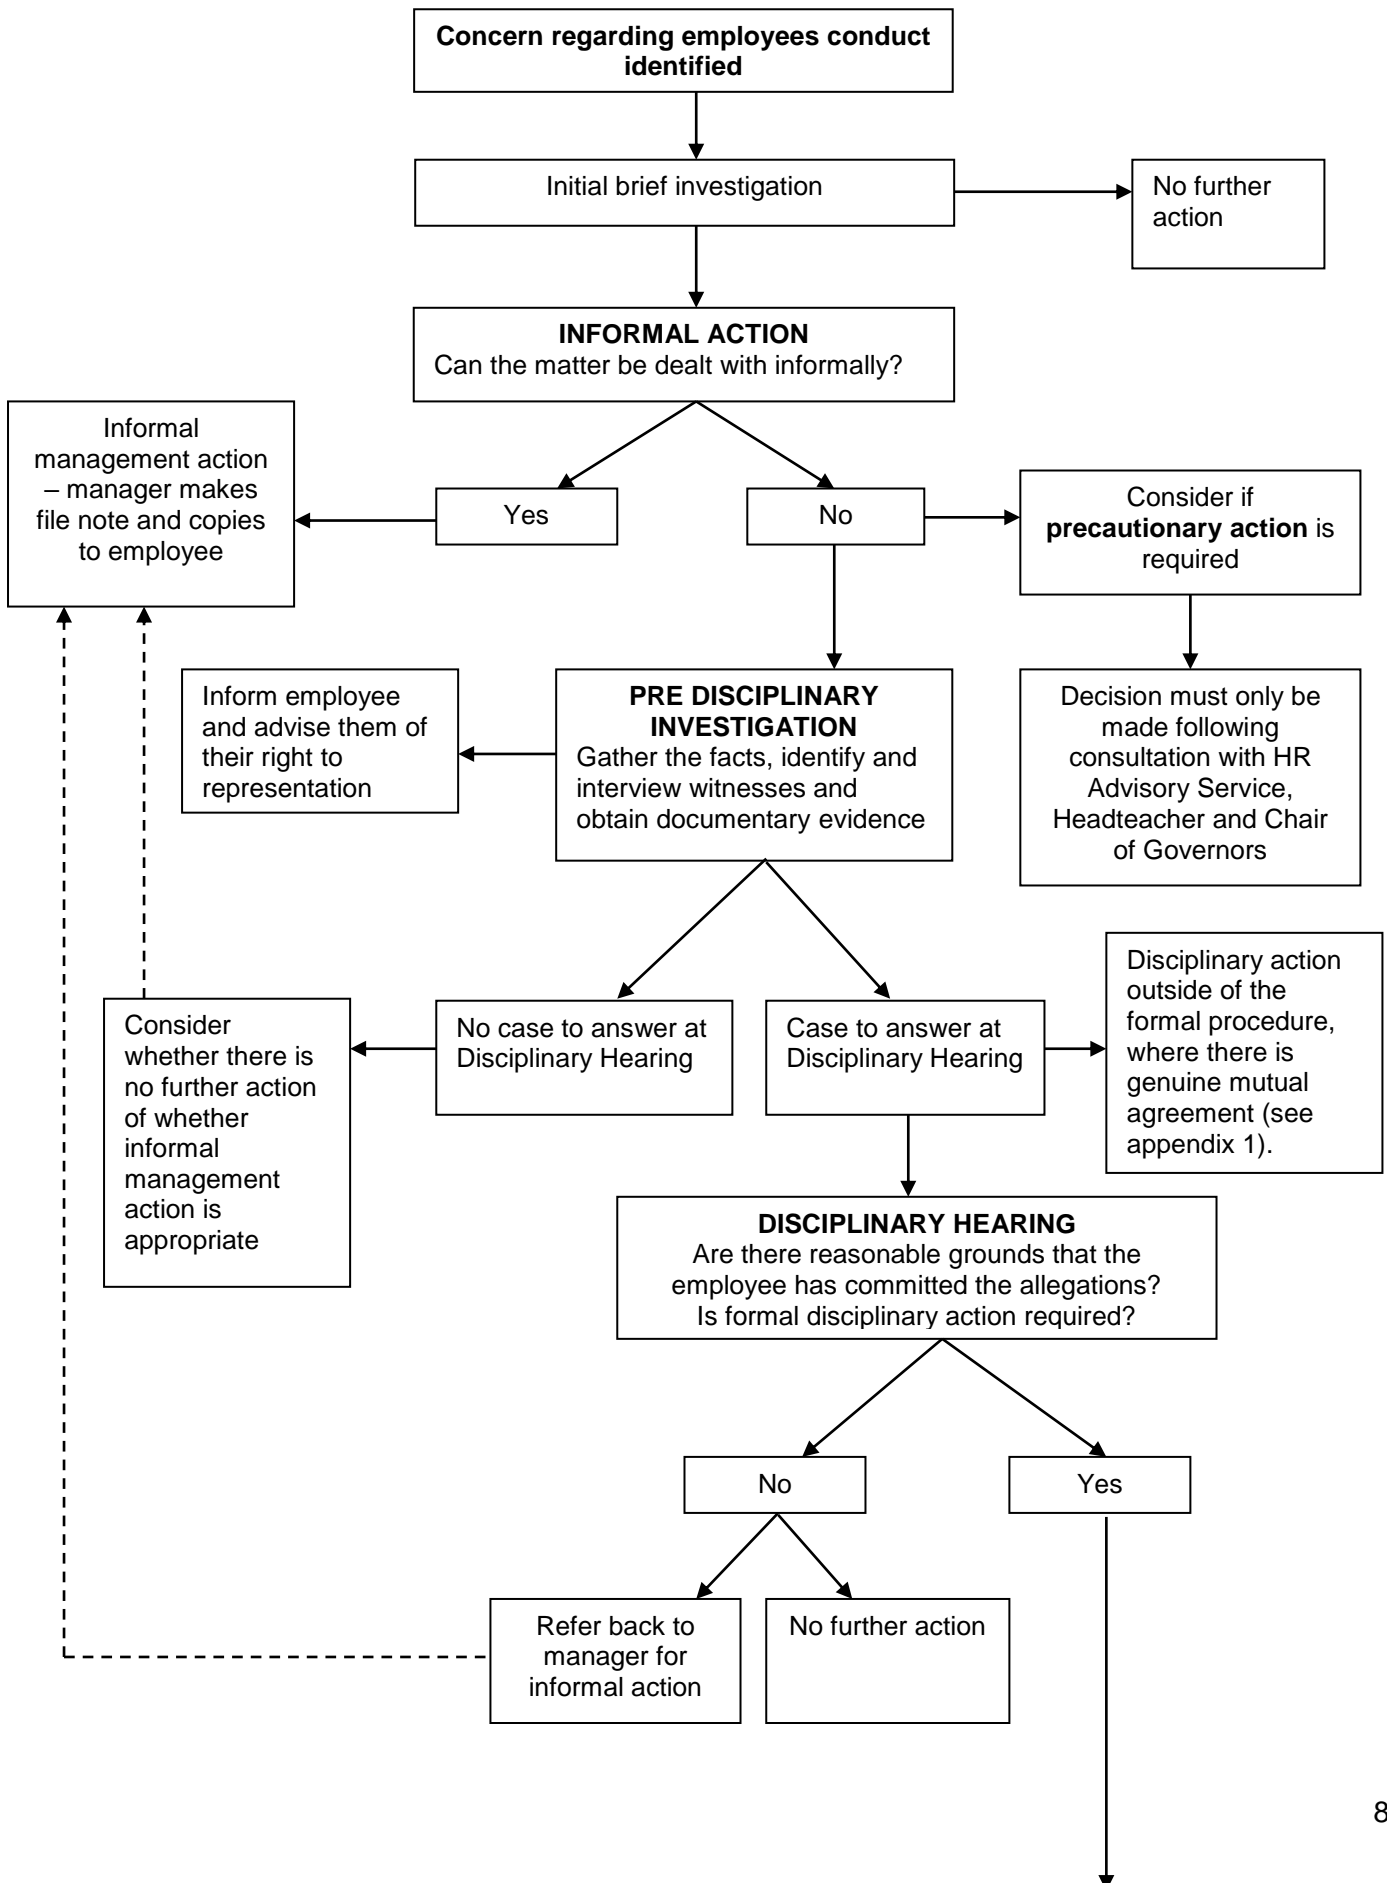 Concern regarding employees conduct
identified
Initial brief investigation
No further
action
INFORMAL ACTION
Can the matter be dealt with informally?
Informal
management action
– manager makes
file note and copies
to employee
Yes
No
Consider if
precautionary action is
required
Inform employee
and advise them of
their right to
representation
PRE DISCIPLINARY
INVESTIGATION
Gather the facts, identify and
interview witnesses and
obtain documentary evidence
Decision must only be
made following
consultation with HR
Advisory Service,
Headteacher and Chair
of Governors
Consider
whether there is
no further action
of whether
informal
management
action is
appropriate
No case to answer at
Disciplinary Hearing
Case to answer at
Disciplinary Hearing
Disciplinary action
outside of the
formal procedure,
where there is
genuine mutual
agreement (see
appendix 1).
DISCIPLINARY HEARING
Are there reasonable grounds that the
employee has committed the allegations?
Is formal disciplinary action required?
No
Yes
Refer back to
manager for
informal action
No further action
8